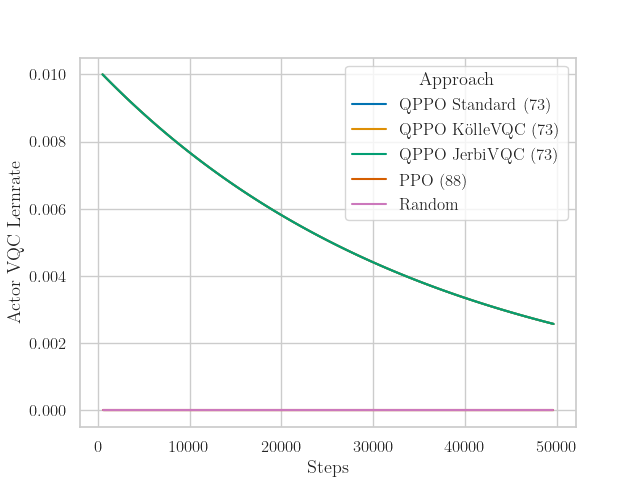 Approach
QPPO Standard (73)
QPPO KölleVQC (73)
QPPO JerbiVQC (73)
PPO (88)
Random
Actor VQC Lernrate
0.010
0.008
0.006
0.004
0.002
0.000
0
10000
20000
30000
40000
50000
Steps